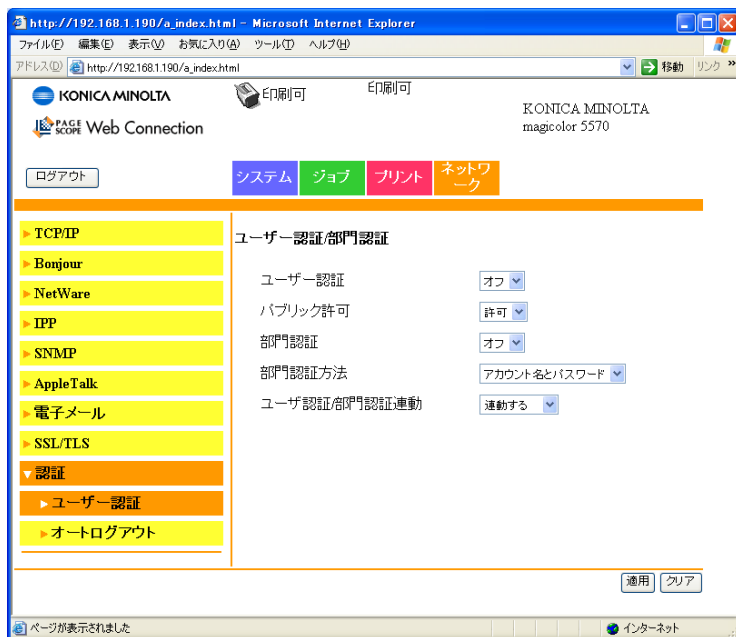 http://192.168.1.190/a_index.html - Microsoft Internet Explorer
ファイル(F) 編集(E) 表示(V) お気に入り(A) ツール(T) ヘルプ(H)
アドレス(D) http://192.168.1.190/a_index.html 移動 リンク »
KONICA MINOLTA 印刷可 印刷可
KONICA MINOLTA
PAGE SCOPE Web Connection magicolor 5570
ログアウト システム ジョブ プリント ネットワ
ーク
TCP/IP
ユーザー認証/部門認証
Bonjour
ユーザー認証 オフ
NetWare
パブリック許可 許可
IPP
部門認証 オフ
SNMP
部門認証方法 アカウント名とパスワード
AppleTalk
ユーザ認証/部門認証連動 連動する
電子メール
SSL/TLS
認証
ユーザー認証
オートログアウト
適用 クリア
ページが表示されました インターネット